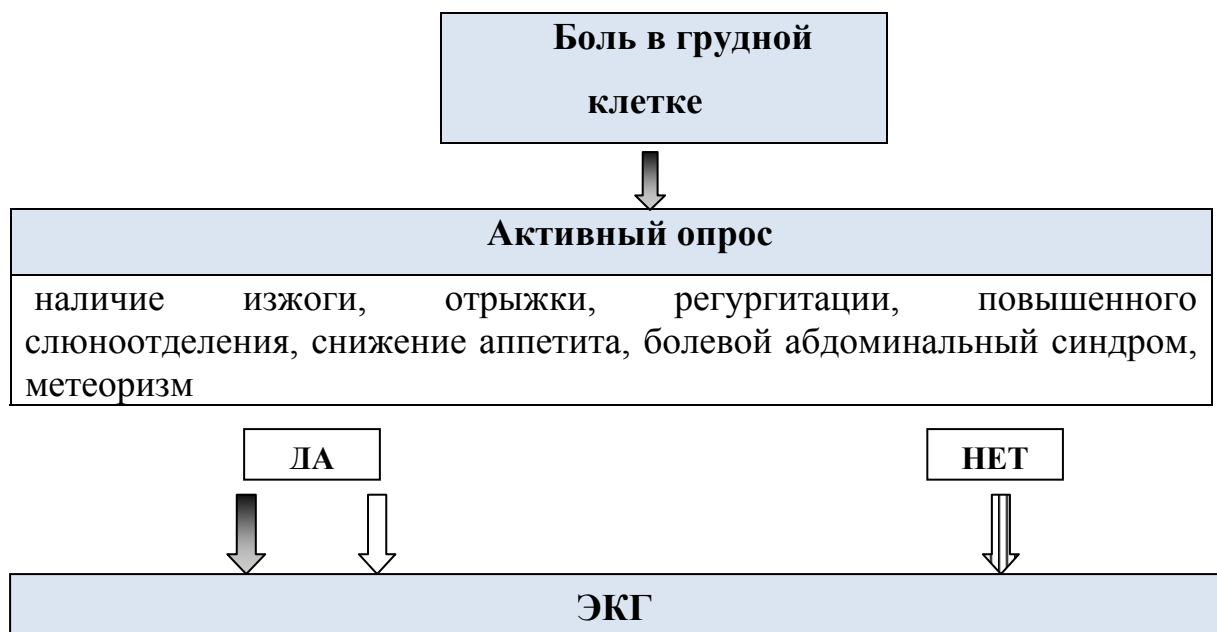 Боль в грудной
клетке
Активный опрос
наличие изжоги, отрыжки, регургитации, повышенного
слюноотделения, снижение аппетита, болевой абдоминальный синдром,
метеоризм
ДА
НЕТ
ЭКГ